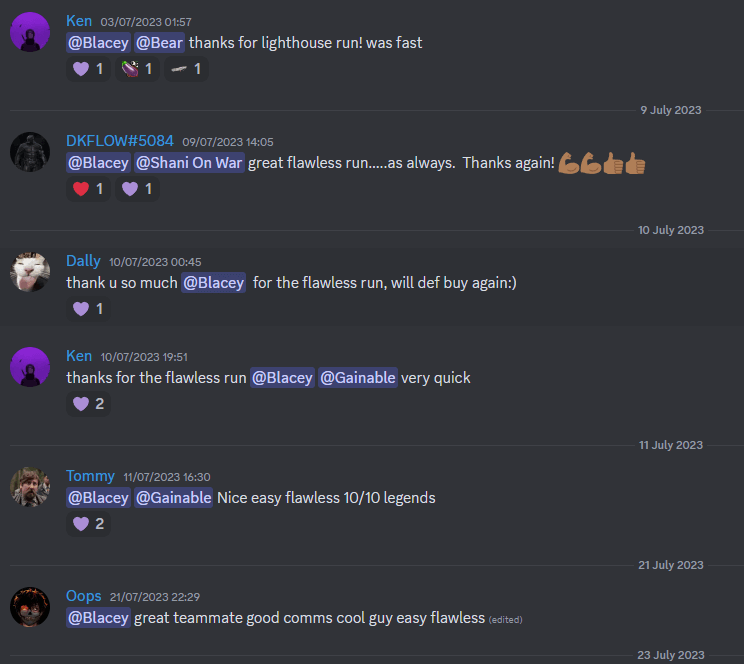 Ken 03/07/2023 01:57
@Blacey @Bear thanks for lighthouse run! was fast
1 1 1
9 July 2023
DKFLOW#5084 09/07/2023 14:05
@Blacey @Shani On War great flawless run.....as always. Thanks again! 💪🏽💪🏽👍🏽👍🏽
1 1
10 July 2023
Dally 10/07/2023 00:45
thank u so much @Blacey for the flawless run, will def buy again:)
1
Ken 10/07/2023 19:51
thanks for the flawless run @Blacey @Gainable very quick
2
11 July 2023
Tommy 11/07/2023 16:30
@Blacey @Gainable Nice easy flawless 10/10 legends
2
21 July 2023
Oops 21/07/2023 22:29
@Blacey great teammate good comms cool guy easy flawless (edited)
23 July 2023